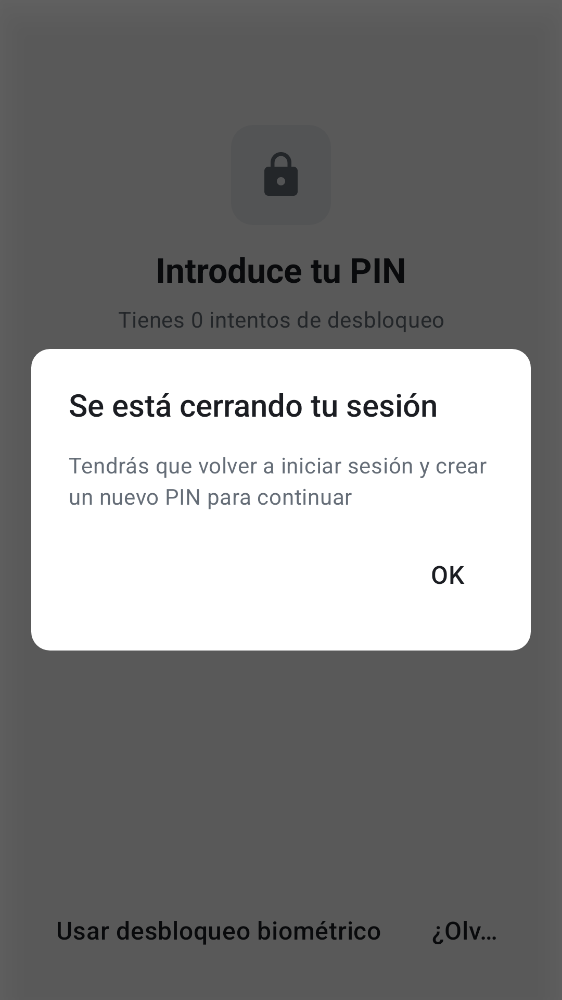 Introduce tu PIN
Tienes 0 intentos de desbloqueo
Se está cerrando tu sesión
Tendrás que volver a iniciar sesión y crear
un nuevo PIN para continuar
OK
Usar desbloqueo biométrico
¿Olv...